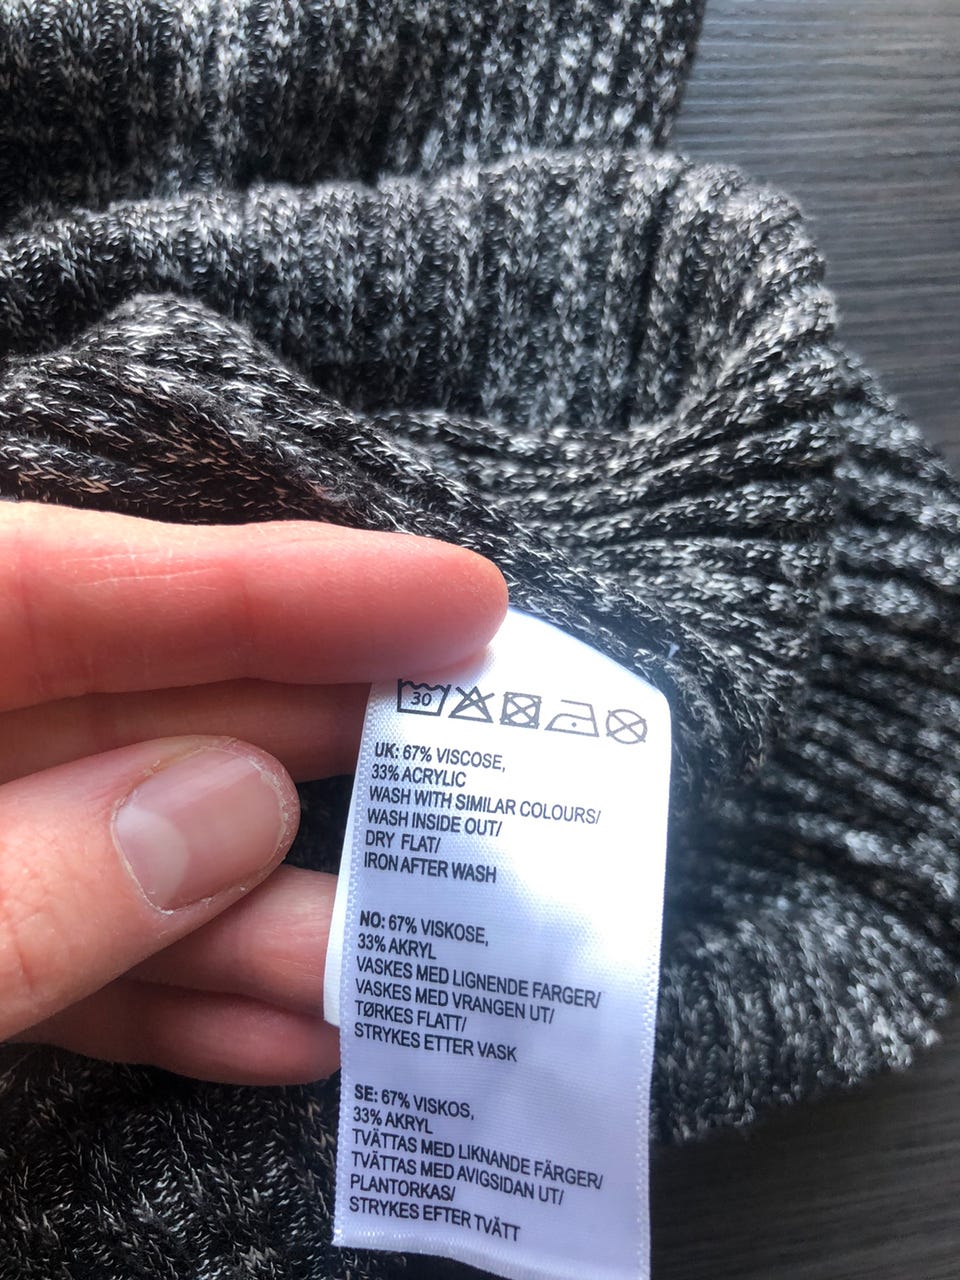 30
UK: 67% VISCOSE,
33% ACRYLIC
WASH WITH SIMILAR COLOURS/
WASH INSIDE OUT/
DRY FLAT/
IRON AFTER WASH
NO: 67% VISKOSE,
33% AKRYL
VASKES MED LIGNENDE FARGER/
VASKES MED VRANGEN UT/
TØRKES FLATT/
STRYKES ETTER VASK
SE: 67% VISKOS,
33% AKRYL
TVÄTTAS MED LIKNANDE FÄRGER/
TVÄTTAS MED AVIGSIDAN UT/
PLANTORKAS/
STRYKES EFTER TVÄTT